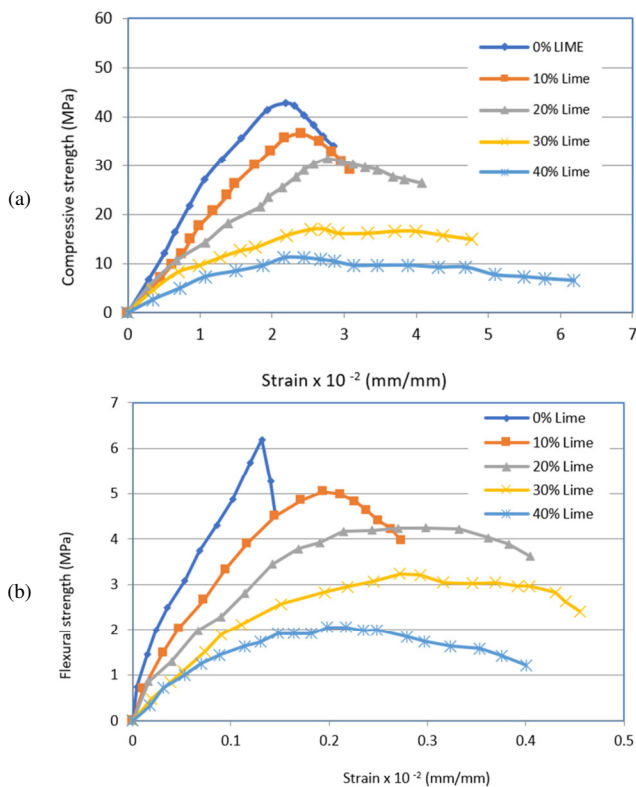 (a)
Compressive strength (MPa)
60
50
40
30
20
10
0
0 1 2 3 4 5 6 7
Strain x 10 -2 (mm/mm)
0% LIME
10% Lime
20% Lime
30% Lime
40% Lime
(b)
Flexural strength (MPa)
7
6
5
4
3
2
1
0
0 0.1 0.2 0.3 0.4 0.5
Strain x 10 -2 (mm/mm)
0% Lime
10% Lime
20% Lime
30% Lime
40% Lime